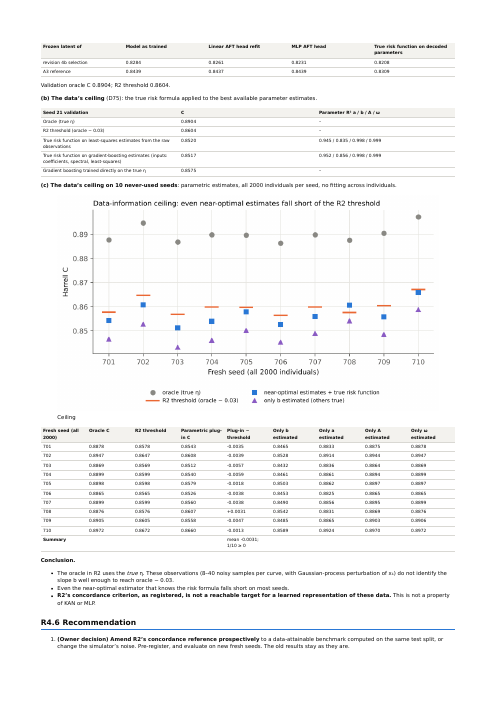 Frozen latent of Model as trained Linear AFT head refit MLP AFT head True risk function on decoded
parameters
revision 4b selection 0.8284 0.8261 0.8231 0.8208
A3 reference 0.8439 0.8437 0.8439 0.8309
Validation oracle C 0.8904; R2 threshold 0.8604.
(b) The data's ceiling (D75): the true risk formula applied to the best available parameter estimates.
Seed 21 validation C Parameter R² a / b / A / ω
Oracle (true η) 0.8904 –
R2 threshold (oracle − 0.03) 0.8604 –
True risk function on least-squares estimates from the raw 0.8520 0.945 / 0.835 / 0.998 / 0.999
observations
True risk function on gradient-boosting estimates (inputs: 0.8517 0.952 / 0.856 / 0.998 / 0.999
coefficients, spectral, least-squares)
Gradient boosting trained directly on the true η 0.8575 –
(c) The data's ceiling on 10 never-used seeds: parametric estimates, all 2000 individuals per seed, no fitting across individuals.
Data-information ceiling: even near-optimal estimates fall short of the R2 threshold
0.89
0.88
0.87
0.86
0.85
Harrell C
701 702 703 704 705 706 707 708 709 710
Fresh seed (all 2000 individuals)
oracle (true η) near-optimal estimates + true risk function
R2 threshold (oracle − 0.03) only b estimated (others true)
Ceiling
Fresh seed (all Oracle C R2 threshold Parametric plug- Plug-in − Only b Only a Only A Only ω
2000) in C threshold estimated estimated estimated estimated
701 0.8878 0.8578 0.8543 -0.0035 0.8465 0.8833 0.8875 0.8878
702 0.8947 0.8647 0.8608 -0.0039 0.8528 0.8914 0.8944 0.8947
703 0.8869 0.8569 0.8512 -0.0057 0.8432 0.8836 0.8864 0.8869
704 0.8899 0.8599 0.8540 -0.0059 0.8461 0.8861 0.8894 0.8899
705 0.8898 0.8598 0.8579 -0.0018 0.8503 0.8862 0.8897 0.8897
706 0.8865 0.8565 0.8526 -0.0038 0.8453 0.8825 0.8865 0.8865
707 0.8899 0.8599 0.8560 -0.0038 0.8490 0.8856 0.8895 0.8899
708 0.8876 0.8576 0.8607 +0.0031 0.8542 0.8831 0.8869 0.8876
709 0.8905 0.8605 0.8558 -0.0047 0.8485 0.8865 0.8903 0.8906
710 0.8972 0.8672 0.8660 -0.0013 0.8589 0.8924 0.8970 0.8972
Summary mean -0.0031;
1/10 ≥ 0
Conclusion.
• The oracle in R2 uses the true η. These observations (8–40 noisy samples per curve, with Gaussian-process perturbation of s₀) do not identify the
slope b well enough to reach oracle − 0.03.
• Even the near-optimal estimator that knows the risk formula falls short on most seeds.
• R2's concordance criterion, as registered, is not a reachable target for a learned representation of these data. This is not a property
of KAN or MLP.
R4.6 Recommendation
1. (Owner decision) Amend R2's concordance reference prospectively to a data-attainable benchmark computed on the same test split, or
change the simulator's noise. Pre-register, and evaluate on new fresh seeds. The old results stay as they are.